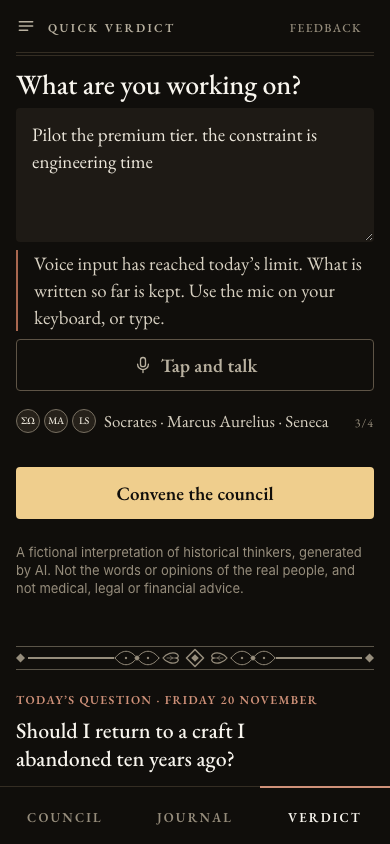 QUICK VERDICT
FEEDBACK
What are you working on?
Pilot the premium tier. the constraint is
engineering time
Voice input has reached today’s limit. What is
written so far is kept. Use the mic on your
keyboard, or type.
Tap and talk
ΣΩ MA LS Socrates · Marcus Aurelius · Seneca 3/4
Convene the council
A fictional interpretation of historical thinkers, generated
by AI. Not the words or opinions of the real people, and
not medical, legal or financial advice.
TODAY’S QUESTION · FRIDAY 20 NOVEMBER
Should I return to a craft I
abandoned ten years ago?
COUNCIL JOURNAL VERDICT